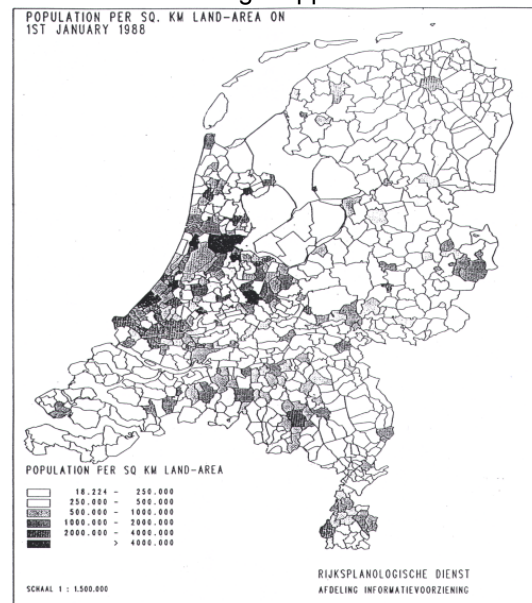 POPULATION PER SQ. KM LAND-AREA ON
1ST JANUARY 1988
POPULATION PER SQ KM LAND-AREA
18.224 - 250.000
250.000 - 500.000
500.000 - 1000.000
1000.000 - 2000.000
2000.000 - 4000.000
> 4000.000
SCHAAL 1 : 1.500.000
RIJKSPLANOLOGISCHE DIENST
AFDELING INFORMATIEVOORZIENING